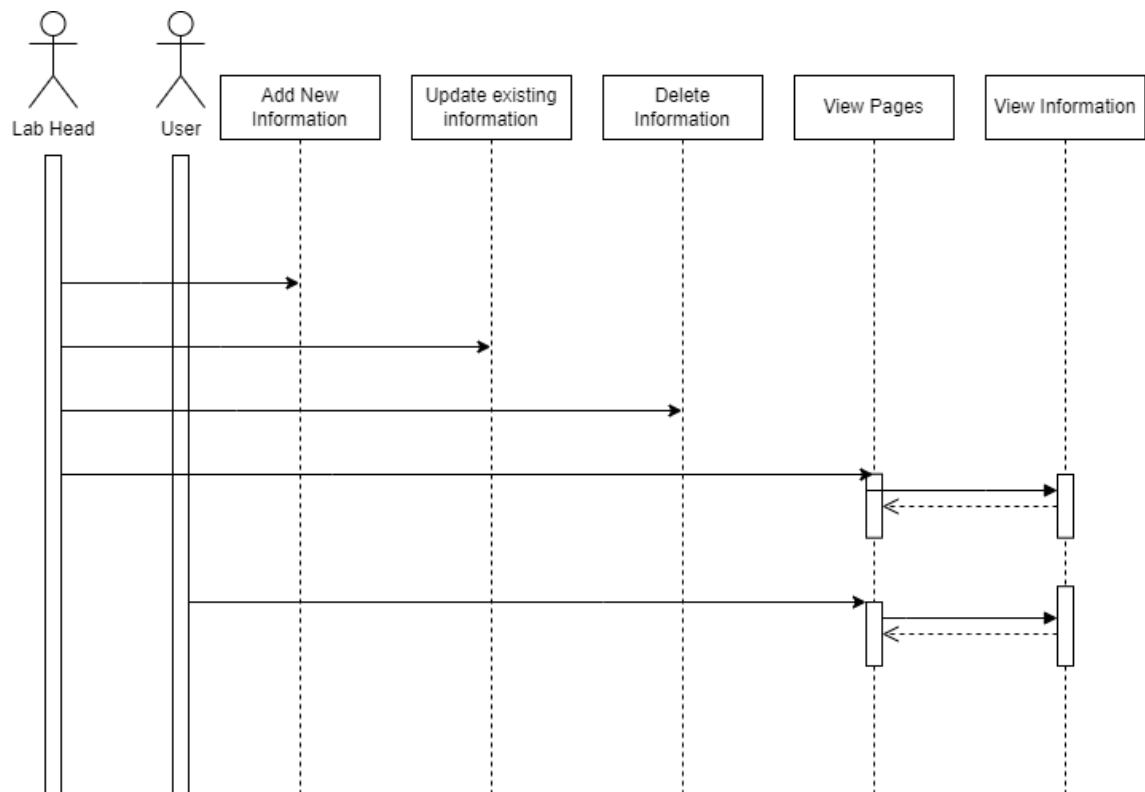 Lab Head
User
Add New
Information
Update existing
information
Delete
Information
View Pages
View Information